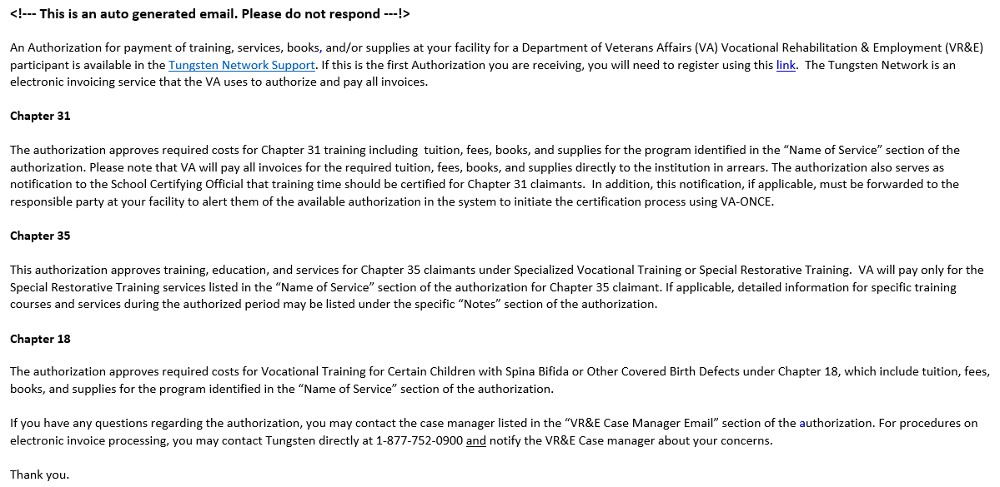 <!--- This is an auto generated email. Please do not respond ---!>
An Authorization for payment of training, services, books, and/or supplies at your facility for a Department of Veterans Affairs (VA) Vocational Rehabilitation & Employment (VR&E)
participant is available in the Tungsten Network Support. If this is the first Authorization you are receiving, you will need to register using this link.  The Tungsten Network is an
electronic invoicing service that the VA uses to authorize and pay all invoices.
Chapter 31
The authorization approves required costs for Chapter 31 training including  tuition, fees, books, and supplies for the program identified in the “Name of Service” section of the
authorization. Please note that VA will pay all invoices for the required tuition, fees, books, and supplies directly to the institution in arrears. The authorization also serves as
notification to the School Certifying Official that training time should be certified for Chapter 31 claimants.  In addition, this notification, if applicable, must be forwarded to the
responsible party at your facility to alert them of the available authorization in the system to initiate the certification process using VA-ONCE.
Chapter 35
This authorization approves training, education, and services for Chapter 35 claimants under Specialized Vocational Training or Special Restorative Training.  VA will pay only for the
Special Restorative Training services listed in the “Name of Service” section of the authorization for Chapter 35 claimant. If applicable, detailed information for specific training
courses and services during the authorized period may be listed under the specific “Notes” section of the authorization.
Chapter 18
The authorization approves required costs for Vocational Training for Certain Children with Spina Bifida or Other Covered Birth Defects under Chapter 18, which include tuition, fees,
books, and supplies for the program identified in the “Name of Service” section of the authorization.
If you have any questions regarding the authorization, you may contact the case manager listed in the “VR&E Case Manager Email” section of the authorization. For procedures on
electronic invoice processing, you may contact Tungsten directly at 1-877-752-0900 and notify the VR&E Case manager about your concerns.
Thank you.